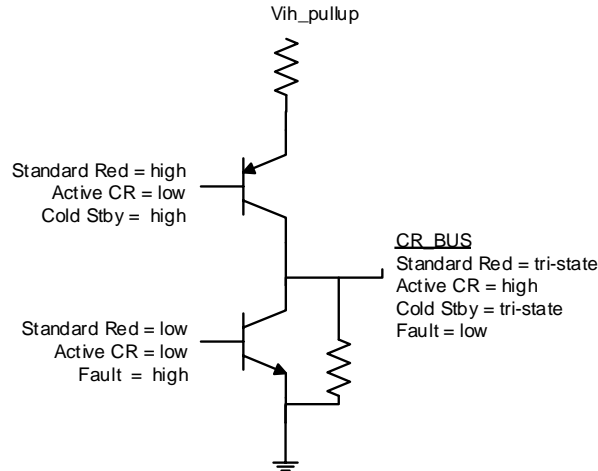 Vih_pullup
Standard Red = high
Active CR = low
Cold Stby = high
CR_BUS
Standard Red = tri-state
Active CR = high
Cold Stby = tri-state
Fault = low
Standard Red = low
Active CR = low
Fault = high